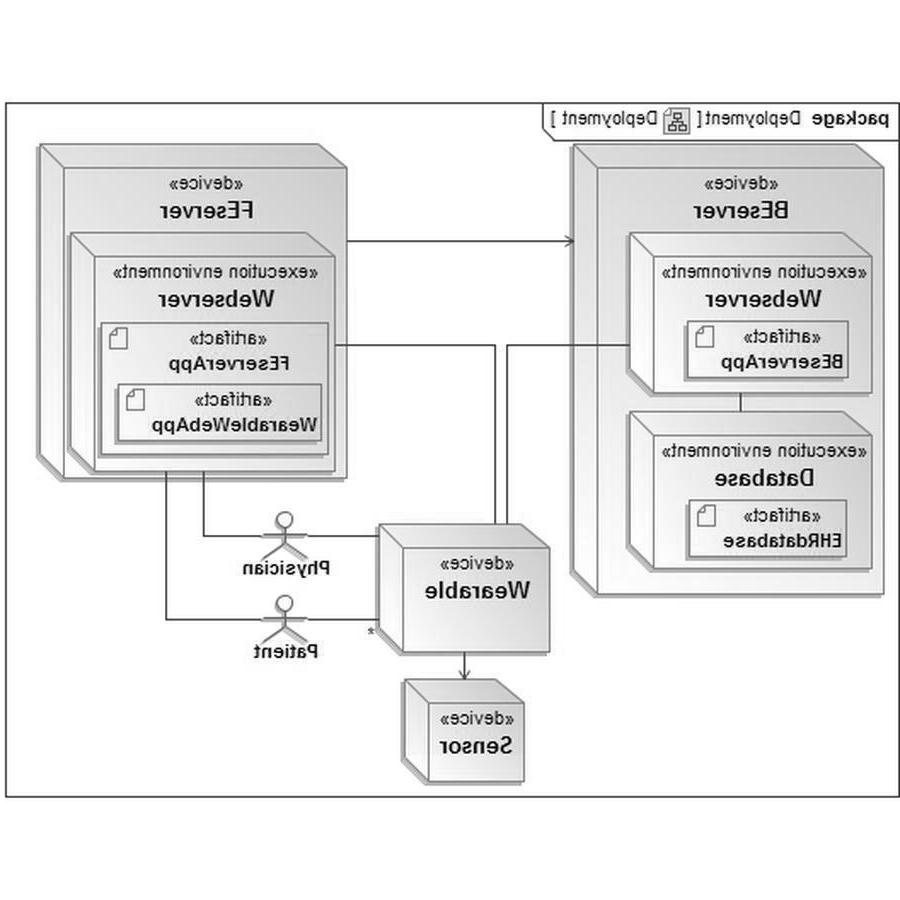 package Deployment [ Deployment ]
«device»
BEserver
«execution environment»
Webserver
«artifact»
BEserverApp
«execution environment»
Database
«artifact»
EHRdatabase
«device»
FEserver
«execution environment»
Webserver
«artifact»
FEserverApp
«artifact»
WearableWebApp
Physician
Patient
*
«device»
Wearable
«device»
Sensor